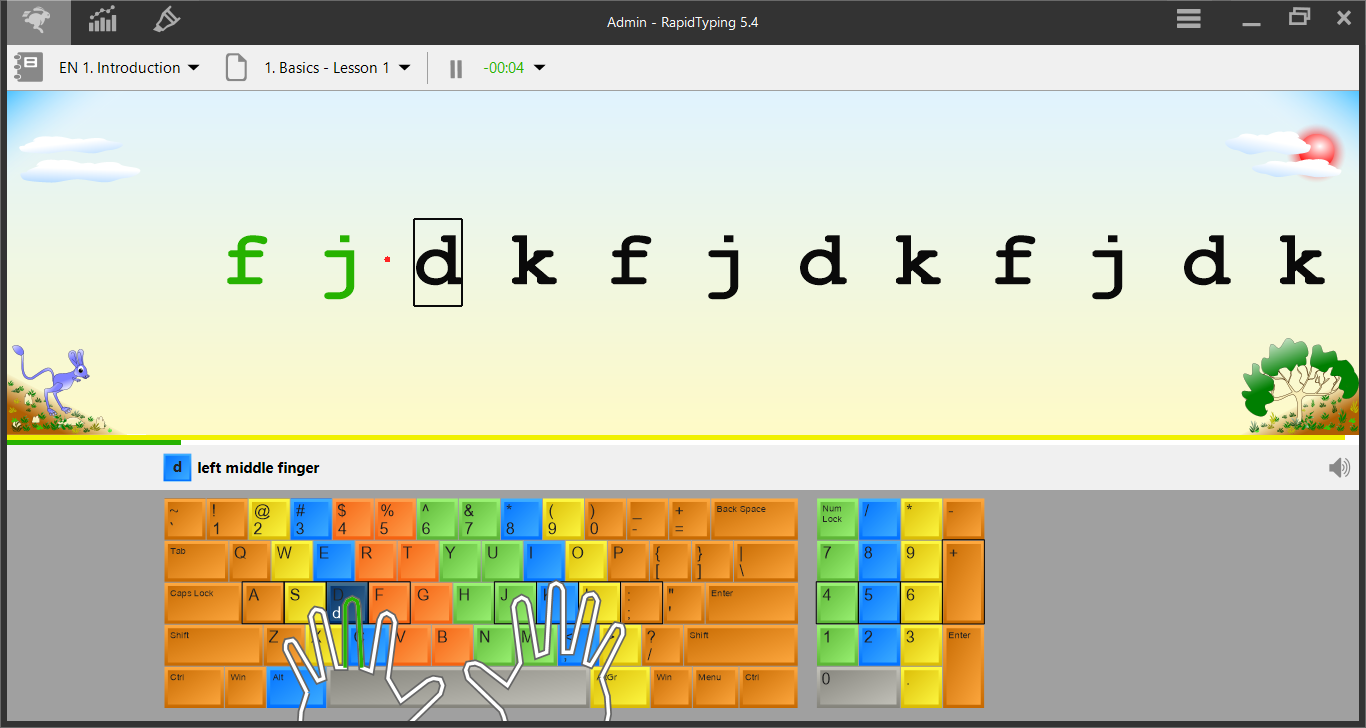 Admin - RapidTyping 5.4
EN 1. Introduction 1. Basics - Lesson 1 -00:04
f j d k f j d k f j d k
d left middle finger
~ ! @ # $ % ^ & * ( ) _ + Back Space
` 1 2 3 4 5 6 7 8 9 0 - =
Tab Q W E R T Y U I O P { } |
[ ] \
Caps Lock A S D F G H J : " Enter
d ; '
Shift Z X C V B N M < > ? Shift
, /
Ctrl Win Alt AltGr Win Menu Ctrl
Num Lock / * -
7 8 9 +
4 5 6
1 2 3 Enter
0 .